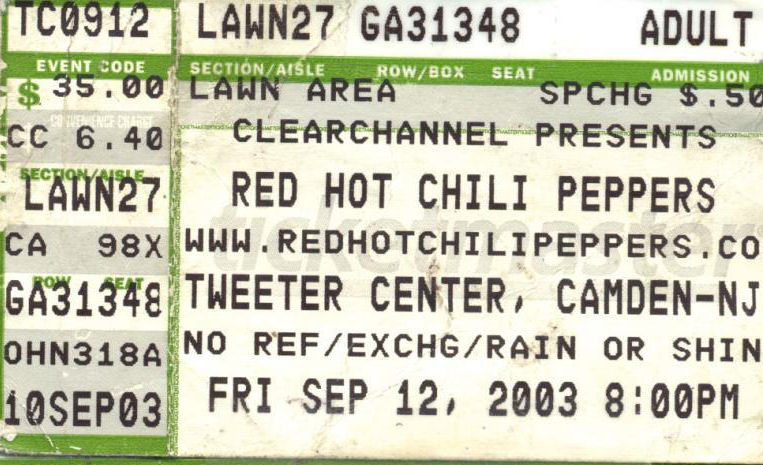 TC0912 LAWN27 GA31348 ADULT
EVENT CODE SECTION/AISLE ROW/BOX SEAT ADMISSION
$ 35.00 LAWN AREA SPCHG $.50
CONVENIENCE CHARGE
CC 6.40 CLEARCHANNEL PRESENTS
SECTION/AISLE
LAWN27 RED HOT CHILI PEPPERS
ticketmaster
CA 98X WWW.REDHOTCHILIPEPPERS.CO
ROW SEAT
GA31348 TWEETER CENTER, CAMDEN-NJ
OHN318A NO REF/EXCHG/RAIN OR SHIN
10SEP03 FRI SEP 12, 2003 8:00PM